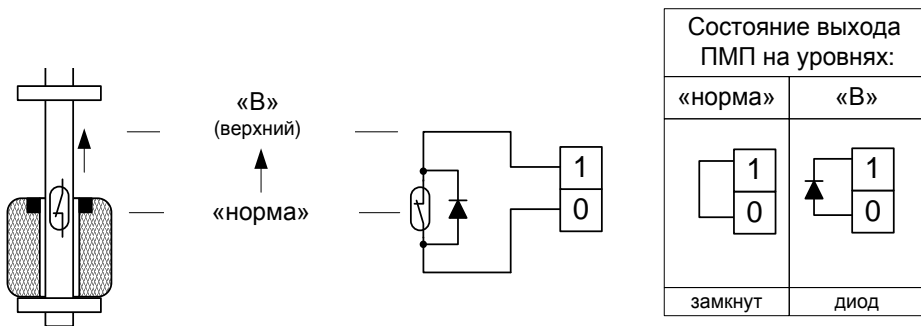 «В»
(верхний)
«норма»
1
0
Состояние выхода
ПМП на уровнях:
«норма» «В»
1 1
0 0
замкнут диод